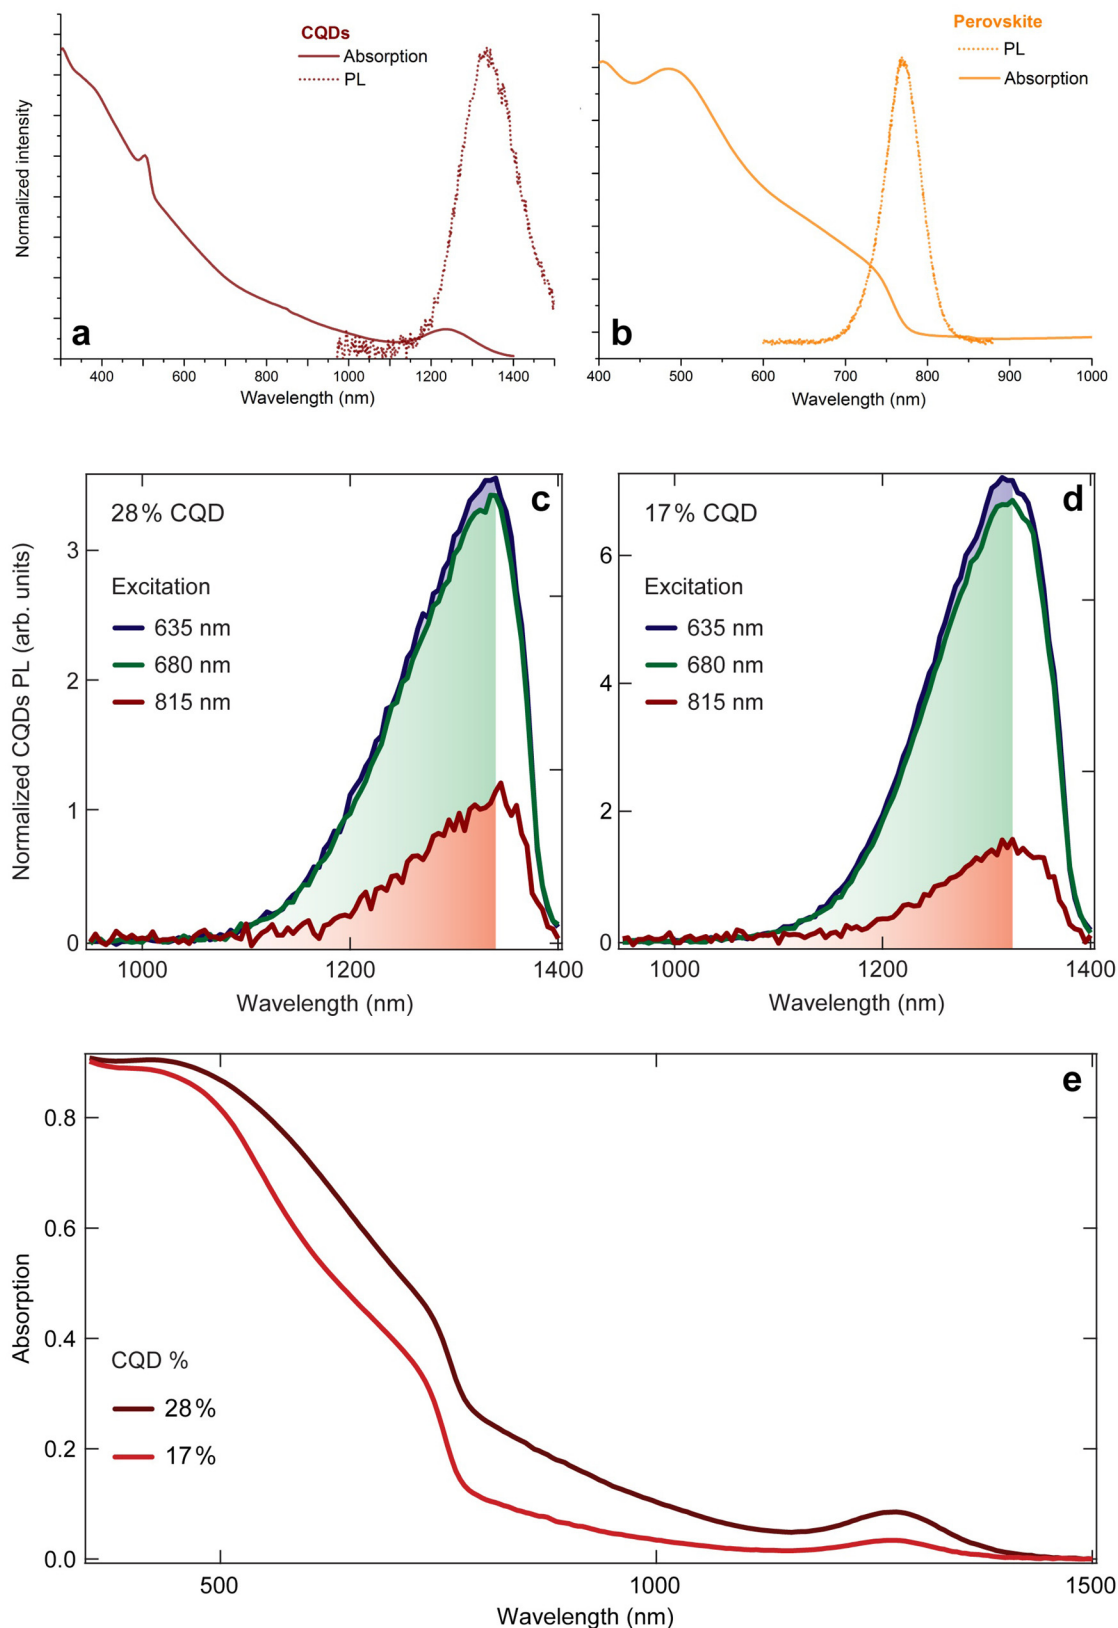 CQDs
Absorption
PL
Normalized intensity
a
400 600 800 1000 1200 1400
Wavelength (nm)
Perovskite
PL
Absorption
b
400 500 600 700 800 900 1000
Wavelength (nm)
28% CQD
c
Excitation
635 nm
680 nm
815 nm
Normalized CQDs PL (arb. units)
3
2
1
0
1000 1200 1400
Wavelength (nm)
17% CQD
d
Excitation
635 nm
680 nm
815 nm
6
4
2
0
1000 1200 1400
Wavelength (nm)
e
Absorption
0.8
0.6
0.4
0.2
0.0
CQD %
28%
17%
500 1000 1500
Wavelength (nm)